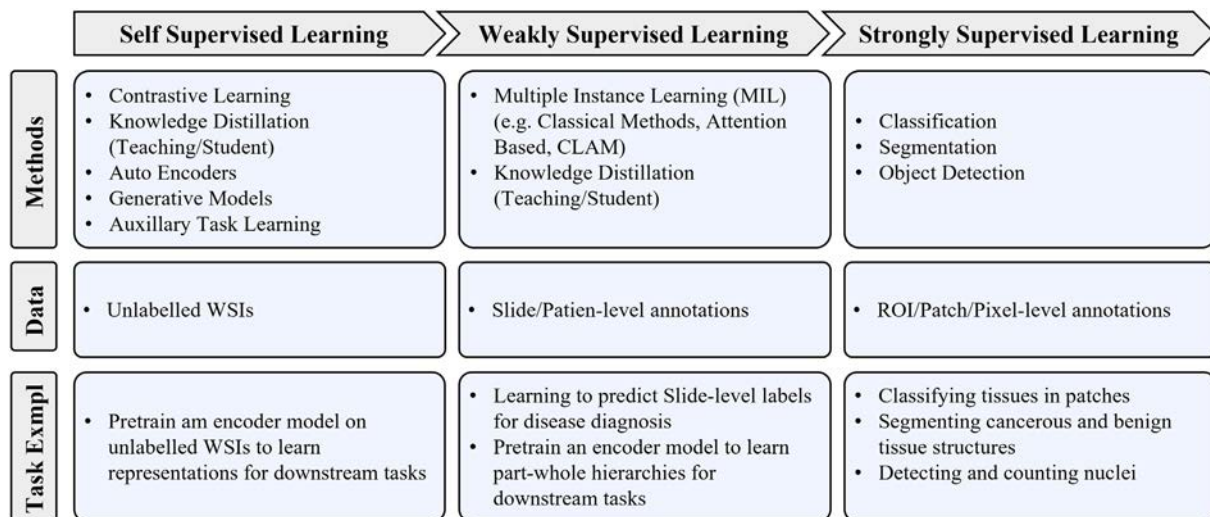 Self Supervised Learning
Weakly Supervised Learning
Strongly Supervised Learning
Methods
• Contrastive Learning
• Knowledge Distillation
(Teaching/Student)
• Auto Encoders
• Generative Models
• Auxillary Task Learning
• Multiple Instance Learning (MIL)
(e.g. Classical Methods, Attention
Based, CLAM)
• Knowledge Distillation
(Teaching/Student)
• Classification
• Segmentation
• Object Detection
Data
• Unlabelled WSIs
• Slide/Patien-level annotations
• ROI/Patch/Pixel-level annotations
Task Exmpl
• Pretrain am encoder model on
unlabelled WSIs to learn
representations for downstream tasks
• Learning to predict Slide-level labels
for disease diagnosis
• Pretrain an encoder model to learn
part-whole hierarchies for
downstream tasks
• Classifying tissues in patches
• Segmenting cancerous and benign
tissue structures
• Detecting and counting nuclei